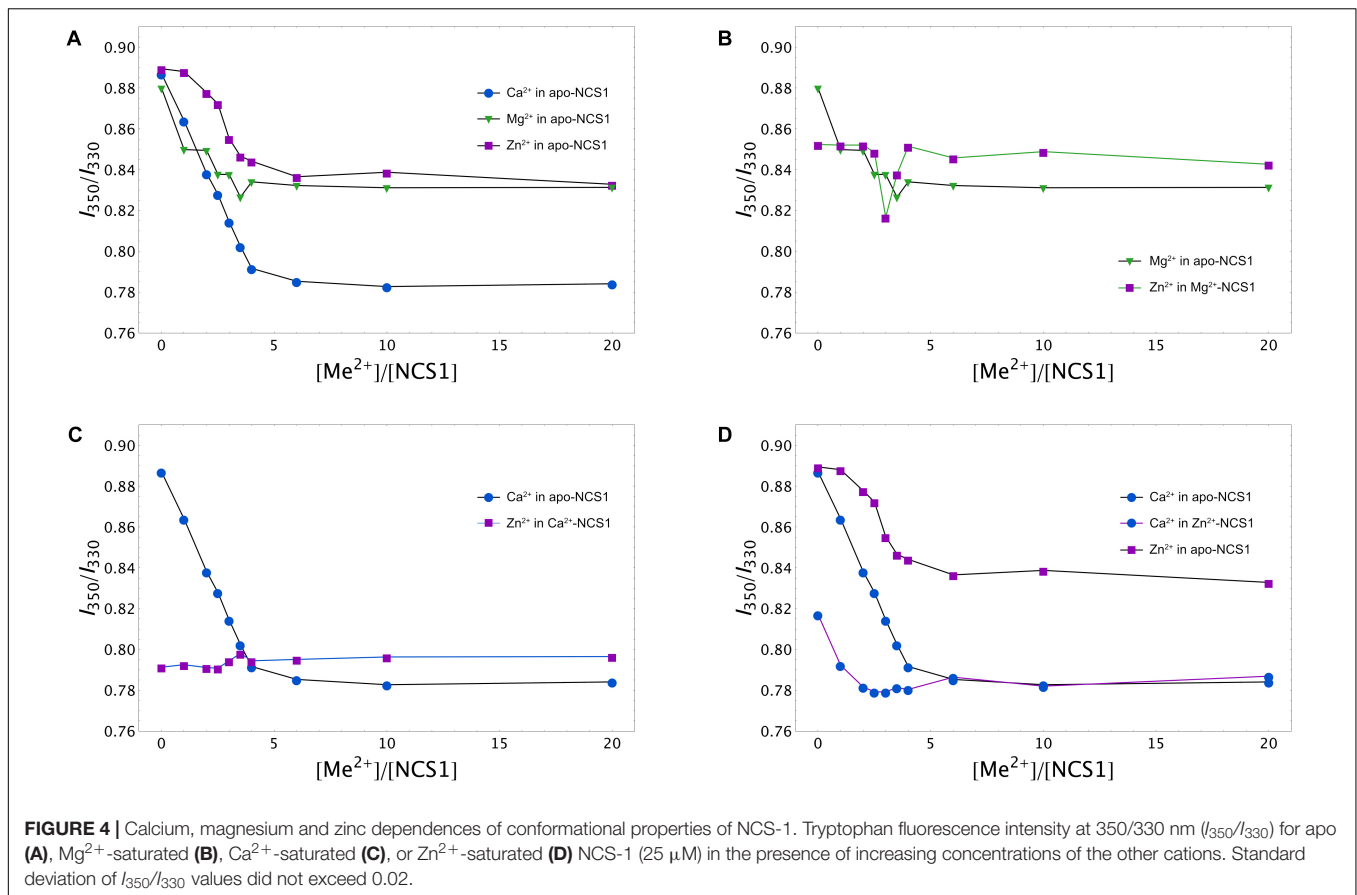 A
I350/I330
0.90
0.88
0.86
0.84
0.82
0.80
0.78
0.76
0 5 10 15 20
[Me²⁺]/[NCS1]
Ca²⁺ in apo-NCS1
Mg²⁺ in apo-NCS1
Zn²⁺ in apo-NCS1
B
I350/I330
0.90
0.88
0.86
0.84
0.82
0.80
0.78
0.76
0 5 10 15 20
[Me²⁺]/[NCS1]
Mg²⁺ in apo-NCS1
Zn²⁺ in Mg²⁺-NCS1
C
I350/I330
0.90
0.88
0.86
0.84
0.82
0.80
0.78
0.76
0 5 10 15 20
[Me²⁺]/[NCS1]
Ca²⁺ in apo-NCS1
Zn²⁺ in Ca²⁺-NCS1
D
I350/I330
0.90
0.88
0.86
0.84
0.82
0.80
0.78
0.76
0 5 10 15 20
[Me²⁺]/[NCS1]
Ca²⁺ in apo-NCS1
Ca²⁺ in Zn²⁺-NCS1
Zn²⁺ in apo-NCS1
FIGURE 4 | Calcium, magnesium and zinc dependences of conformational properties of NCS-1. Tryptophan fluorescence intensity at 350/330 nm (I350/I330) for apo
(A), Mg²⁺-saturated (B), Ca²⁺-saturated (C), or Zn²⁺-saturated (D) NCS-1 (25 μM) in the presence of increasing concentrations of the other cations. Standard
deviation of I350/I330 values did not exceed 0.02.